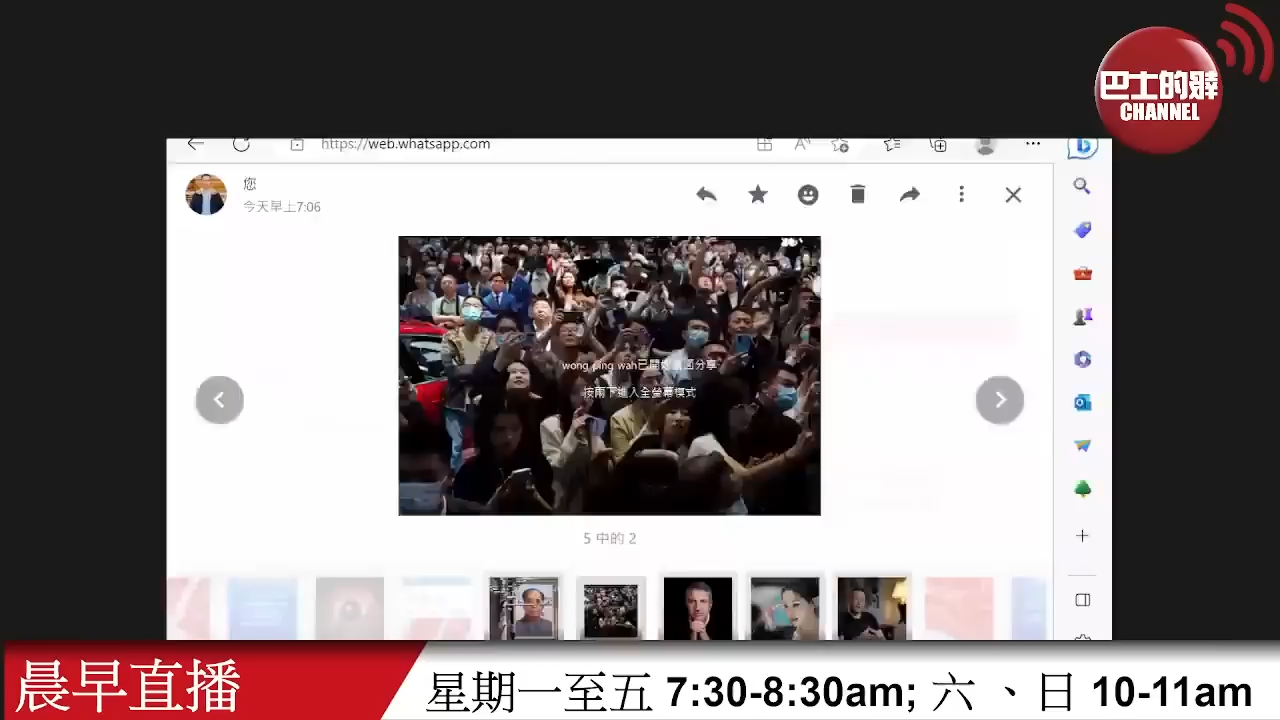 巴士的報
CHANNEL
https://web.whatsapp.com
您
今天早上7:06
wong ping wah已開始畫面分享
按兩下進入全螢幕模式
5 中的 2
晨早直播
星期一至五 7:30-8:30am; 六 、日 10-11am